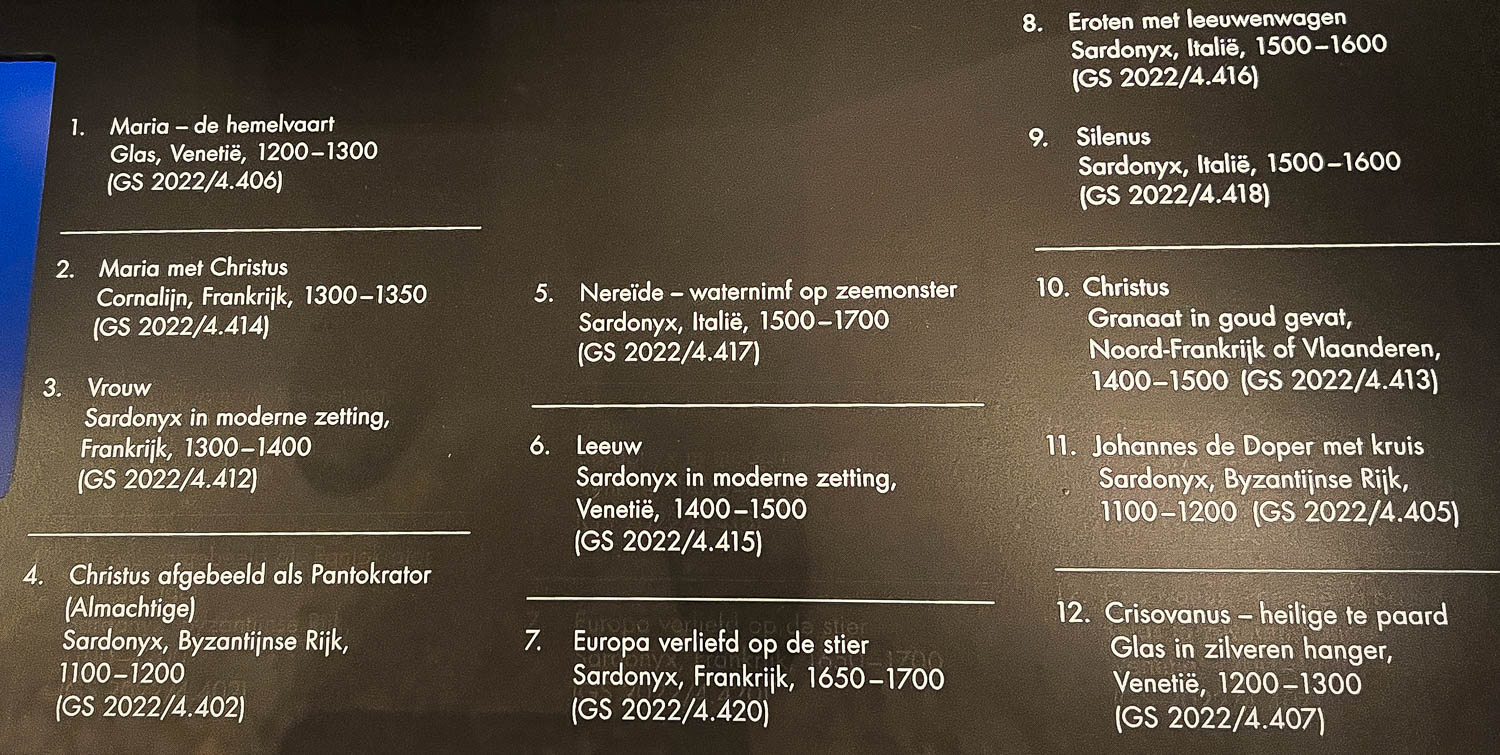 1. Maria – de hemelvaart
Glas, Venetië, 1200–1300
(GS 2022/4.406)
2. Maria met Christus
Cornalijn, Frankrijk, 1300–1350
(GS 2022/4.414)
3. Vrouw
Sardonyx in moderne zetting,
Frankrijk, 1300–1400
(GS 2022/4.412)
4. Christus afgebeeld als Pantokrator
(Almachtige)
Sardonyx, Byzantijnse Rijk,
1100–1200
(GS 2022/4.402)
5. Nereïde – waternimf op zeemonster
Sardonyx, Italië, 1500–1700
(GS 2022/4.417)
6. Leeuw
Sardonyx in moderne zetting,
Venetië, 1400–1500
(GS 2022/4.415)
7. Europa verliefd op de stier
Sardonyx, Frankrijk, 1650–1700
(GS 2022/4.420)
8. Eroten met leeuwenwagen
Sardonyx, Italië, 1500–1600
(GS 2022/4.416)
9. Silenus
Sardonyx, Italië, 1500–1600
(GS 2022/4.418)
10. Christus
Granaat in goud gevat,
Noord-Frankrijk of Vlaanderen,
1400–1500 (GS 2022/4.413)
11. Johannes de Doper met kruis
Sardonyx, Byzantijnse Rijk,
1100–1200 (GS 2022/4.405)
12. Crisovanus – heilige te paard
Glas in zilveren hanger,
Venetië, 1200–1300
(GS 2022/4.407)